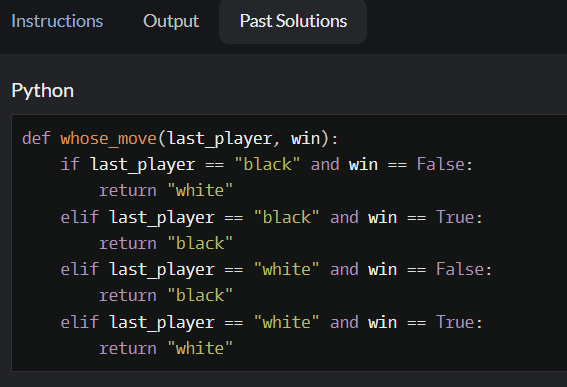 Instructions Output Past Solutions
Python
def whose_move(last_player, win):
    if last_player == "black" and win == False:
        return "white"
    elif last_player == "black" and win == True:
        return "black"
    elif last_player == "white" and win == False:
        return "black"
    elif last_player == "white" and win == True:
        return "white"